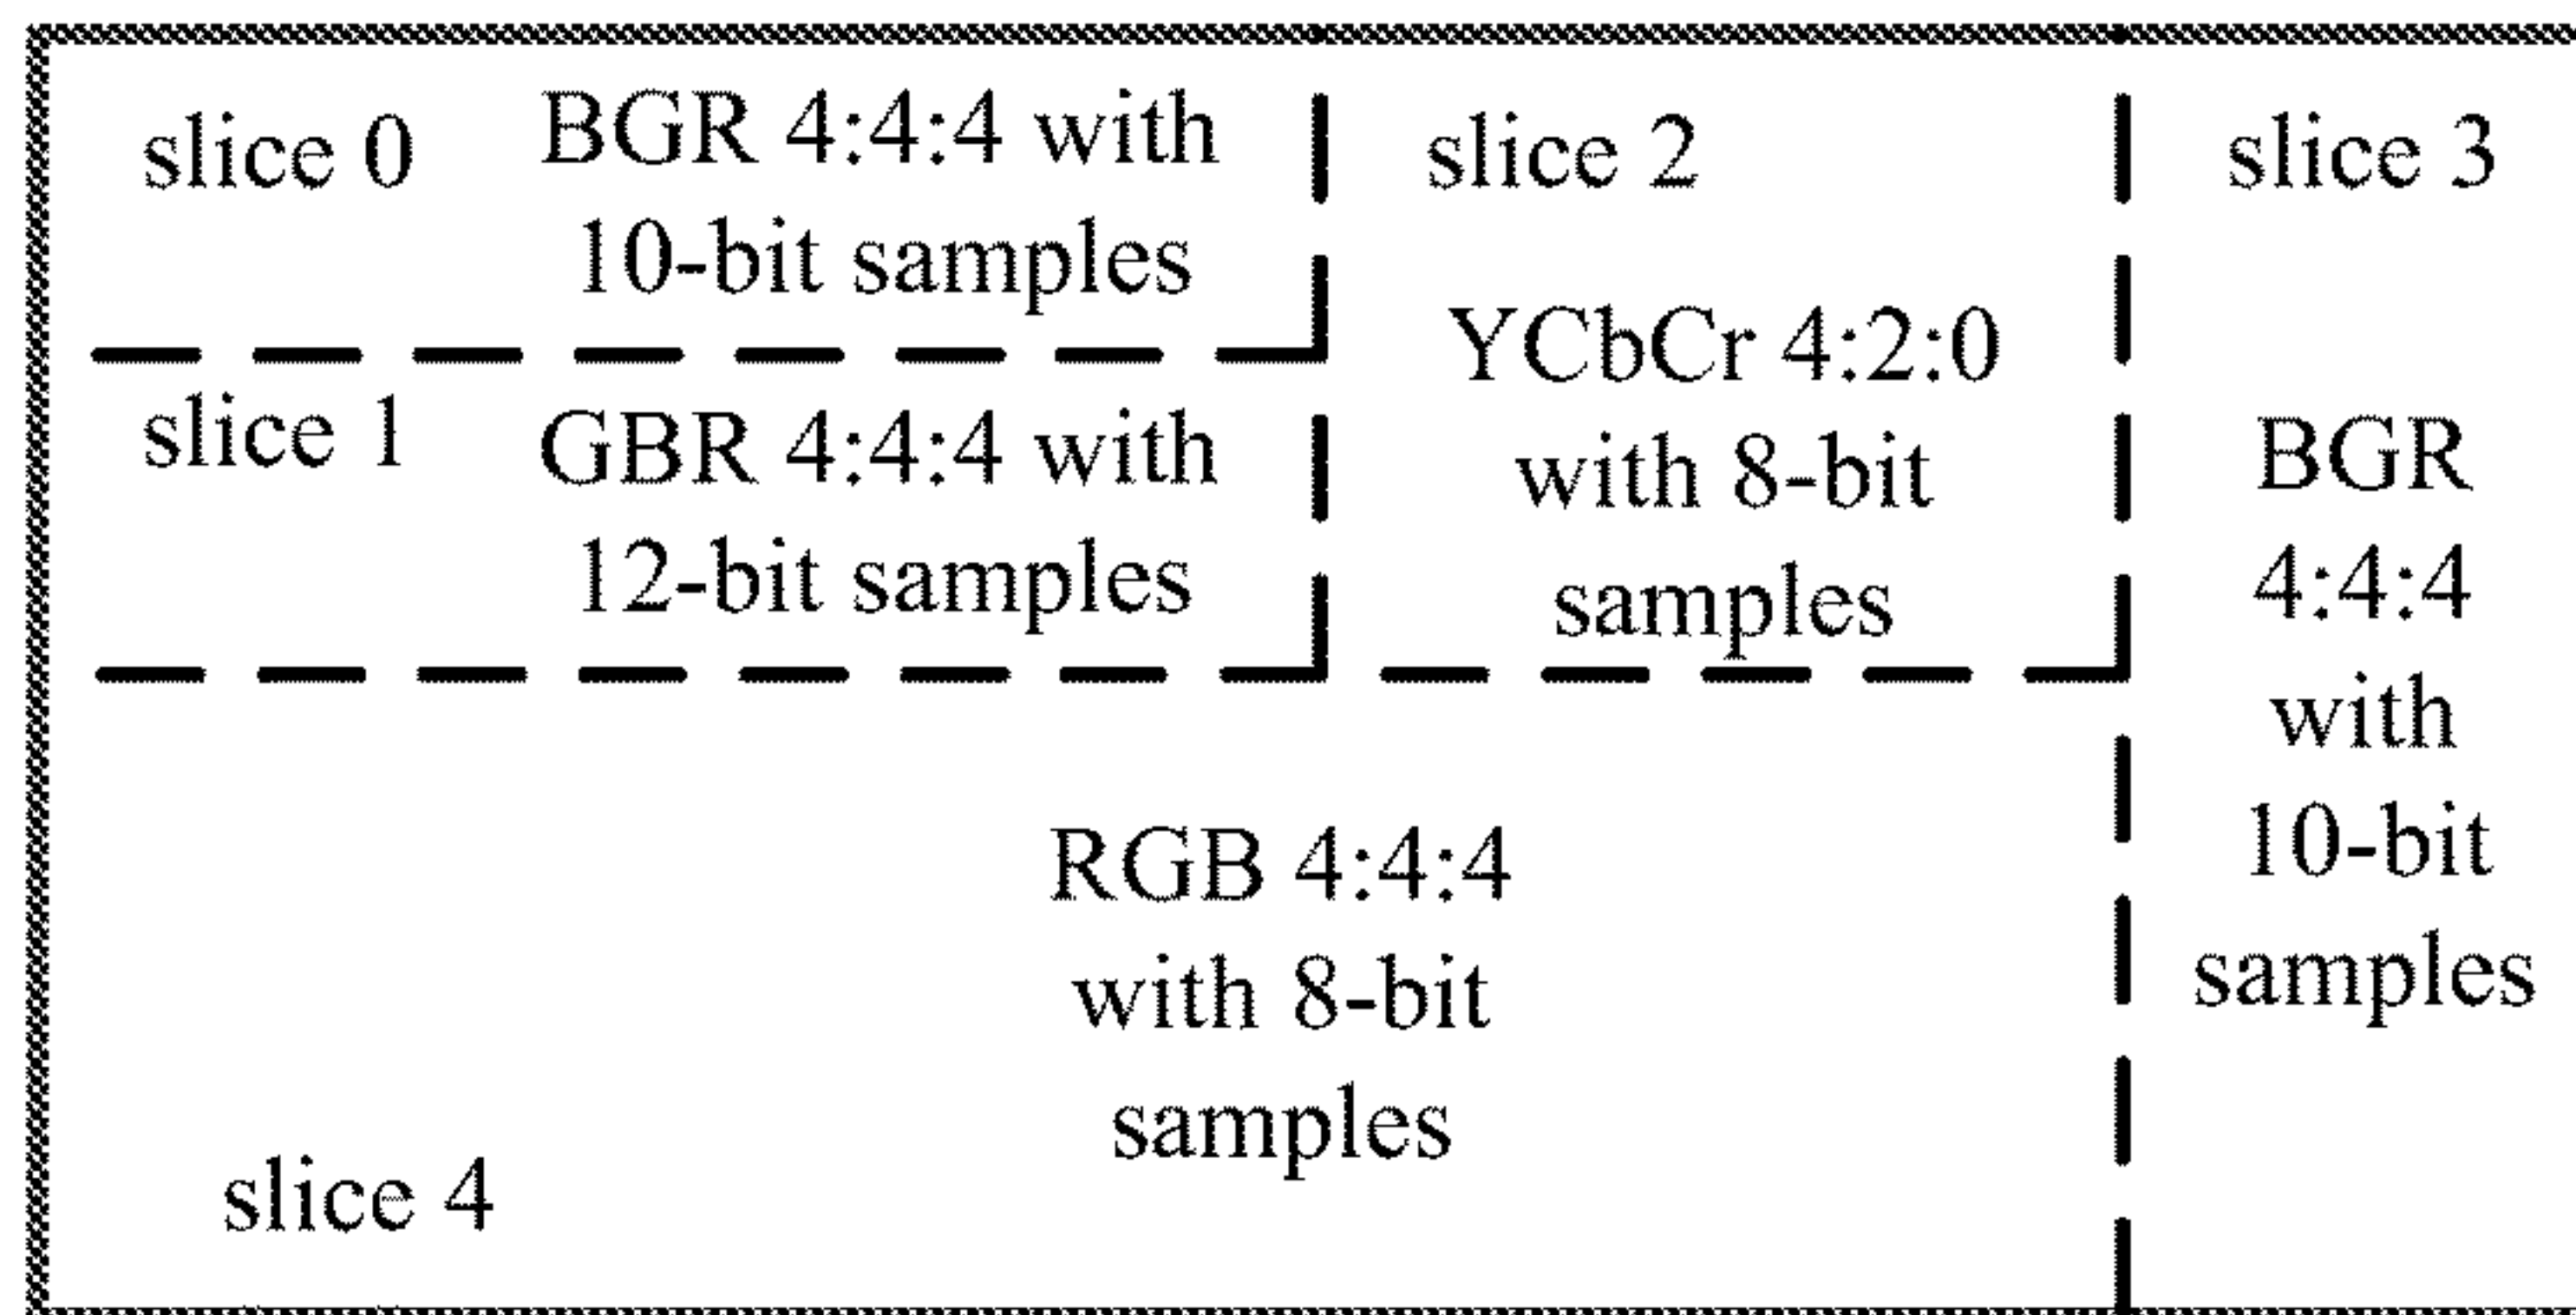 slice 0
BGR 4:4:4 with
10-bit samples
slice 1
GBR 4:4:4 with
12-bit samples
slice 2
YCbCr 4:2:0
with 8-bit
samples
slice 3
BGR
4:4:4
with
10-bit
samples
RGB 4:4:4
with 8-bit
samples
slice 4